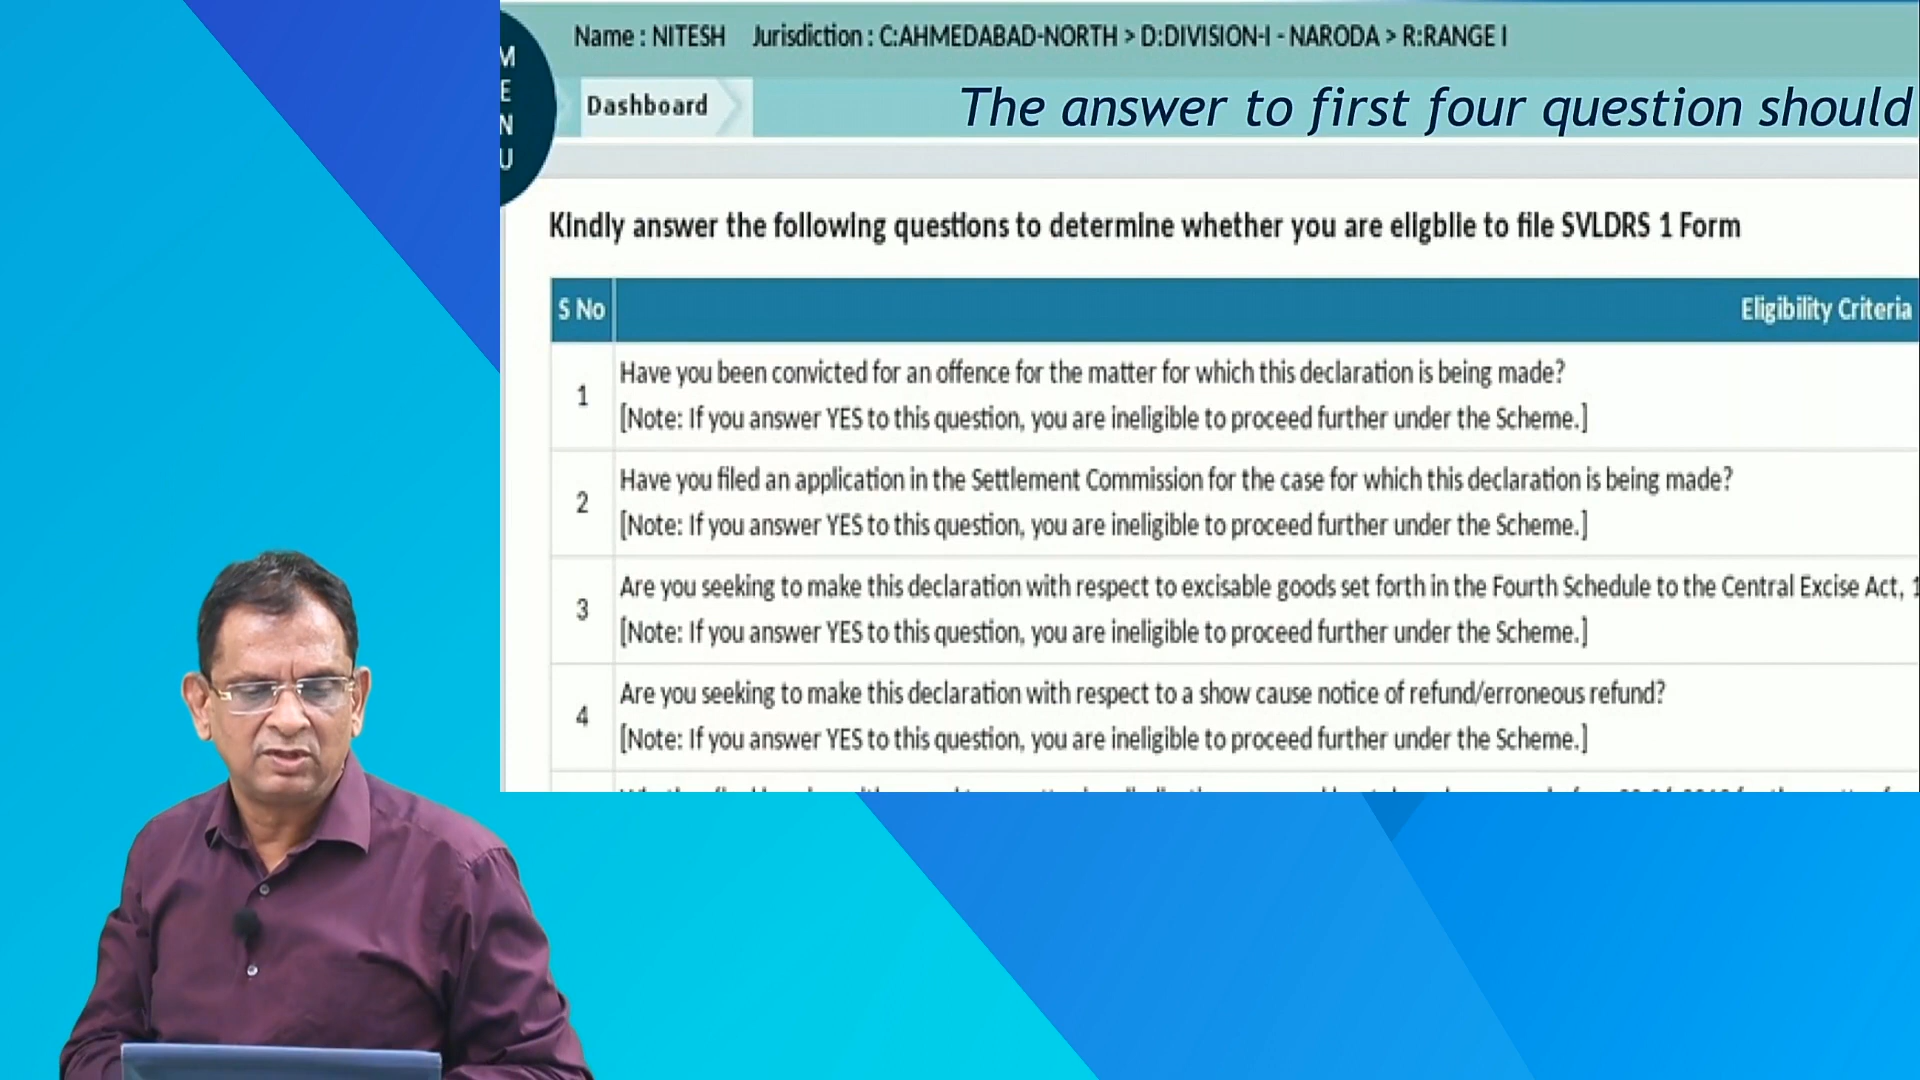 M
E
N
U
Name : NITESH Jurisdiction : C:AHMEDABAD-NORTH > D:DIVISION-I - NARODA > R:RANGE I
Dashboard
The answer to first four question should
Kindly answer the following questions to determine whether you are eligblie to file SVLDRS 1 Form
S No
Eligibility Criteria
1
Have you been convicted for an offence for the matter for which this declaration is being made?
[Note: If you answer YES to this question, you are ineligible to proceed further under the Scheme.]
2
Have you filed an application in the Settlement Commission for the case for which this declaration is being made?
[Note: If you answer YES to this question, you are ineligible to proceed further under the Scheme.]
3
Are you seeking to make this declaration with respect to excisable goods set forth in the Fourth Schedule to the Central Excise Act, 1
[Note: If you answer YES to this question, you are ineligible to proceed further under the Scheme.]
4
Are you seeking to make this declaration with respect to a show cause notice of refund/erroneous refund?
[Note: If you answer YES to this question, you are ineligible to proceed further under the Scheme.]